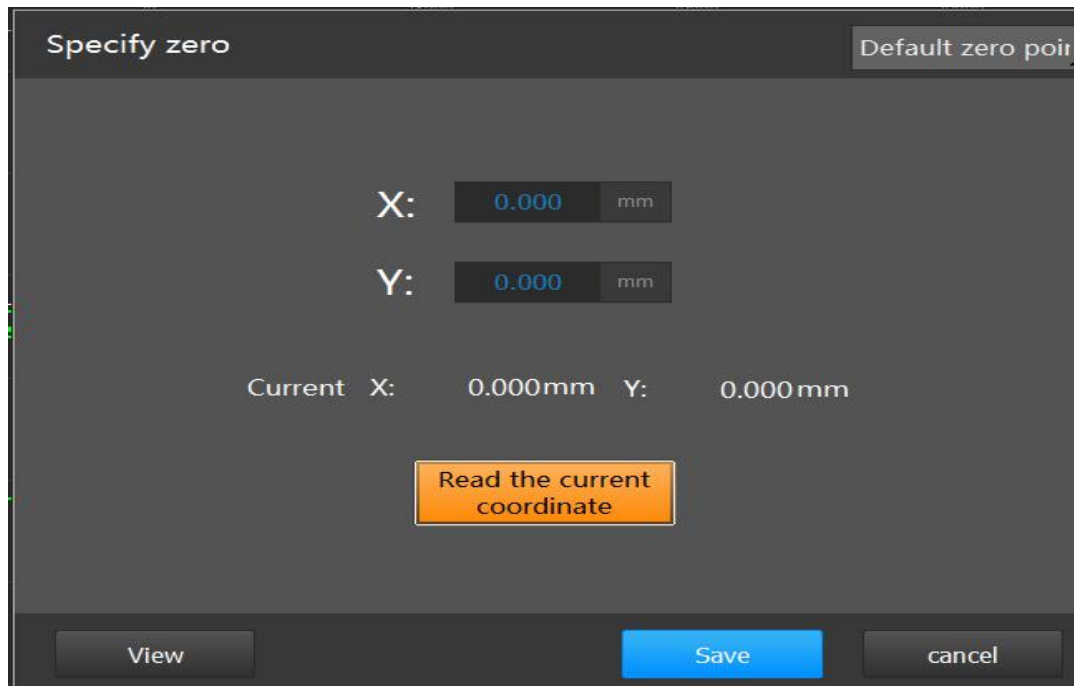 Specify zero
Default zero poir
X: 0.000 mm
Y: 0.000 mm
Current X: 0.000mm Y: 0.000mm
Read the current
coordinate
View Save cancel